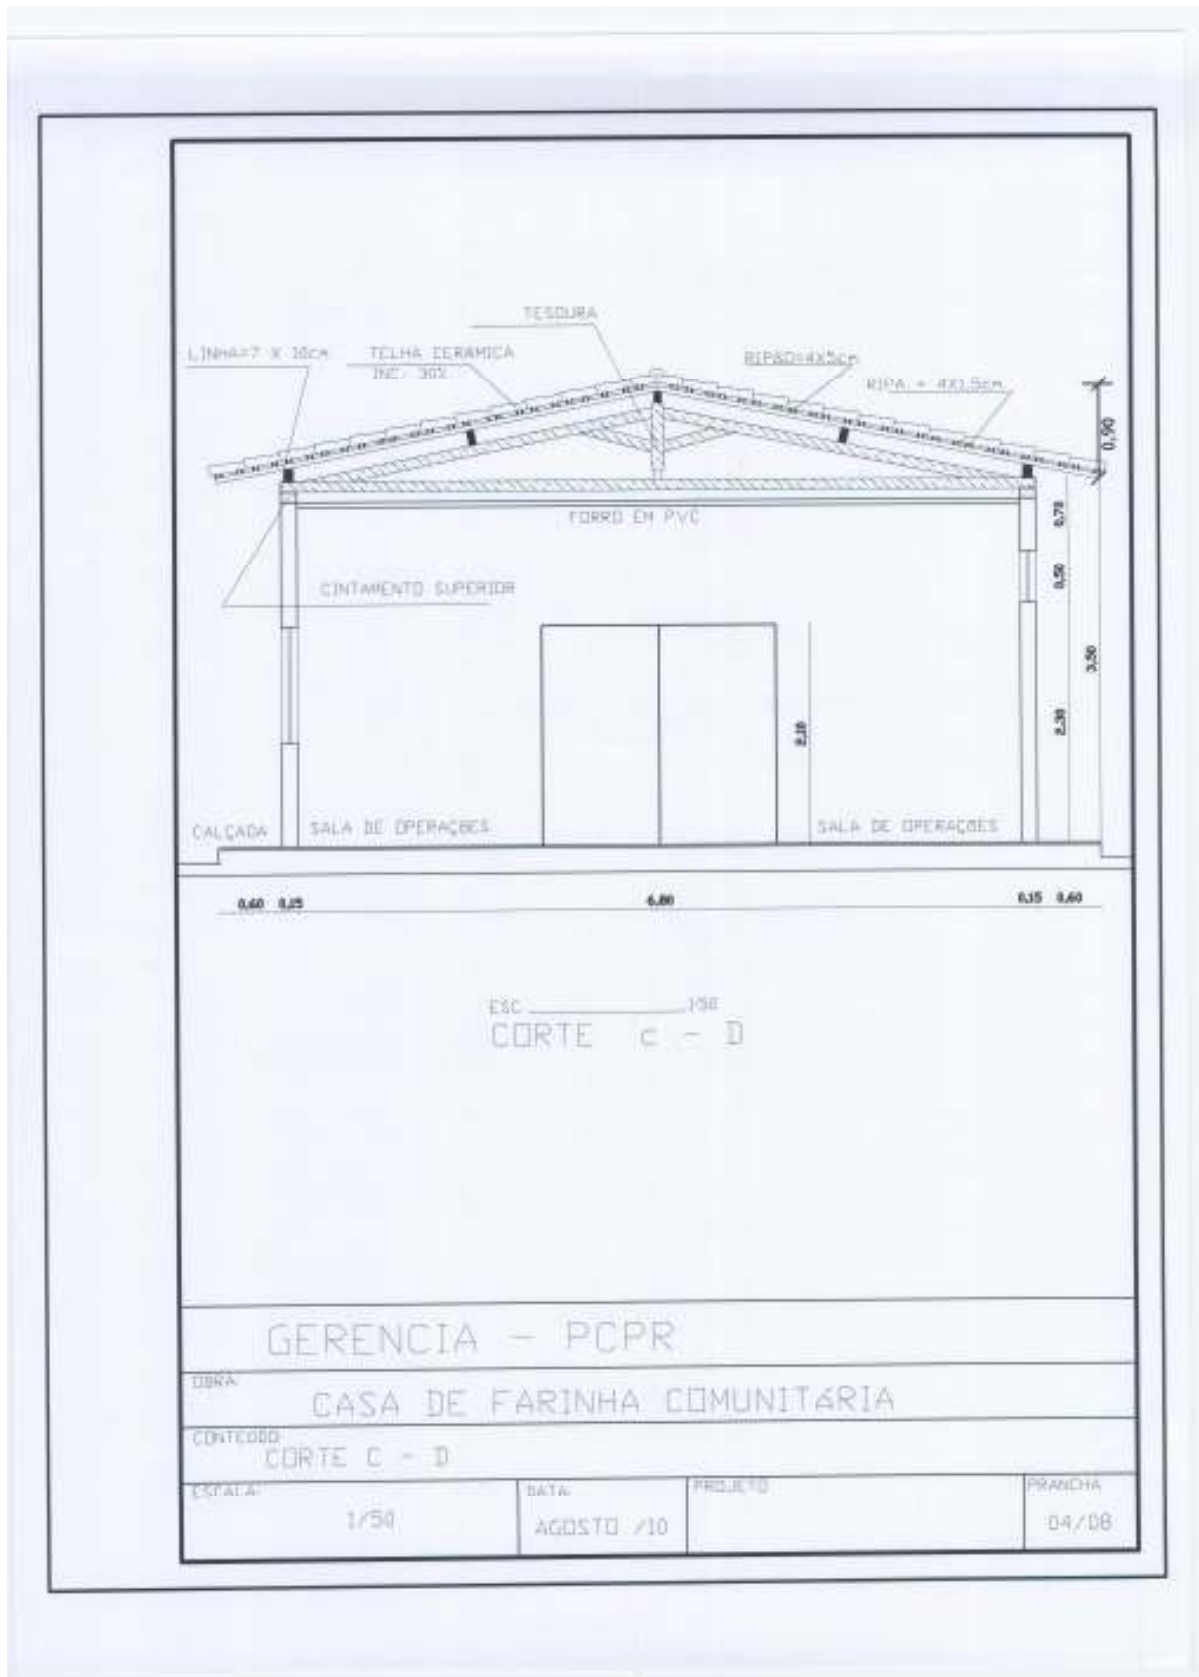 TESOURA
LINHA=7 X 10cm
TELHA CERAMICA
INC. 30%
RIPAO=4X5cm
RIPA = 4X1.5cm
0,90
FORRO EM PVC
0,70
0,50
CINTAMENTO SUPERIOR
3,50
2,30
2,10
CALÇADA
SALA DE OPERAÇOES
SALA DE OPERAÇOES
0,60 0,15 6,80 0,15 0,60
ESC 1:50
CORTE c - D
GERENCIA - PCPR
OBRA:
CASA DE FARINHA COMUNITáRIA
CONTEUDO:
CORTE C - D
ESCALA:
1/50
DATA:
AGOSTO /10
PROJETO:
PRANCHA
04/08